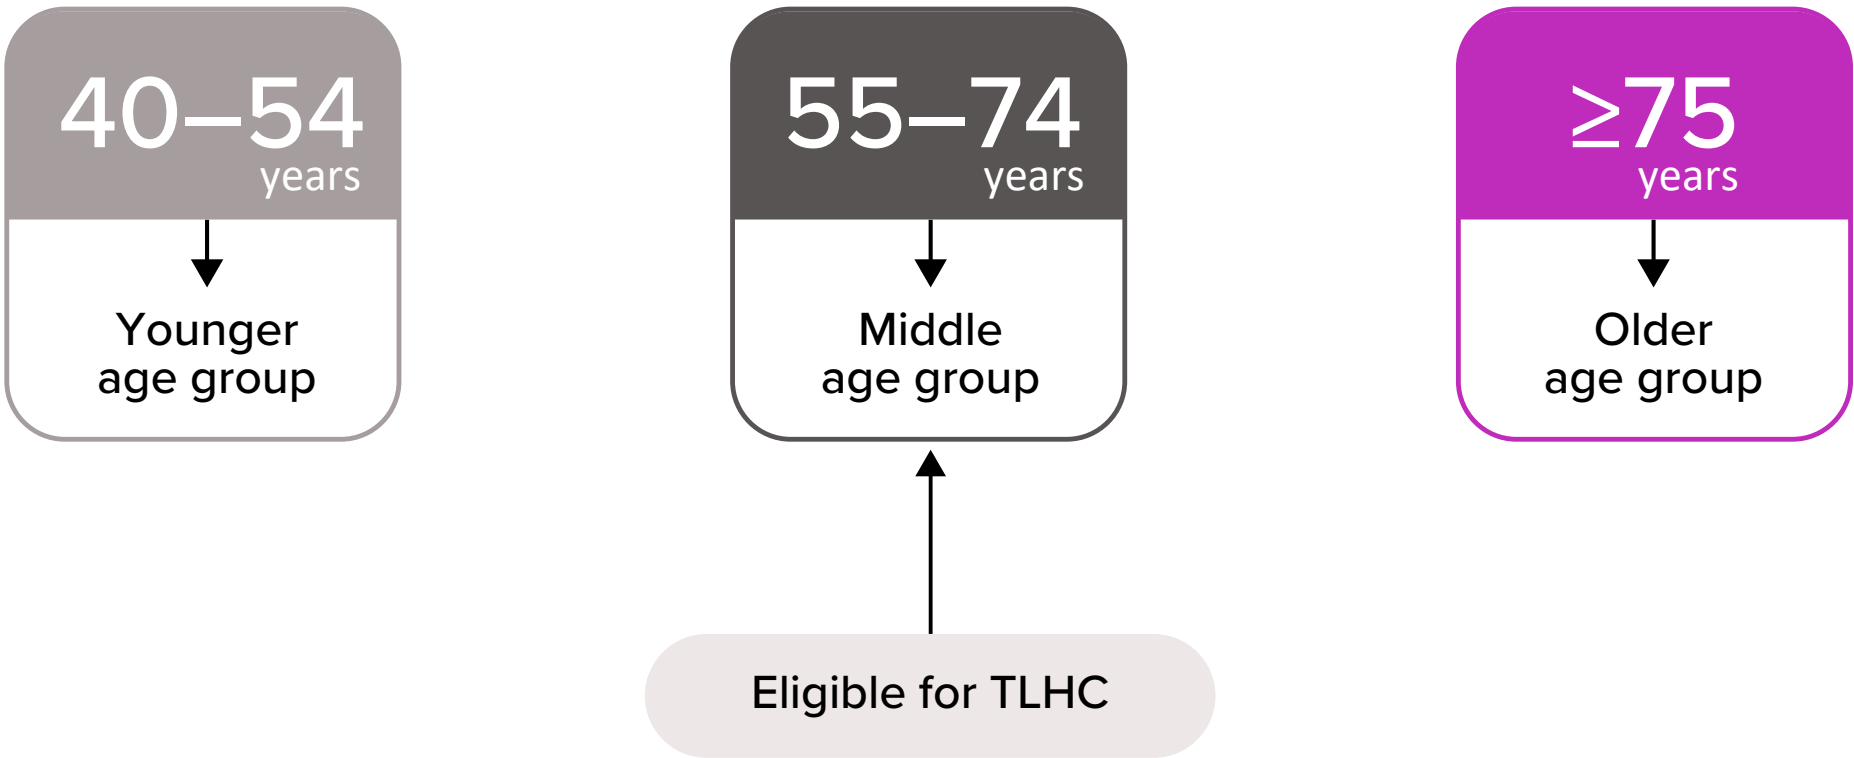 40–54
years
Younger
age group
55–74
years
Middle
age group
≥75
years
Older
age group
Eligible for TLHC